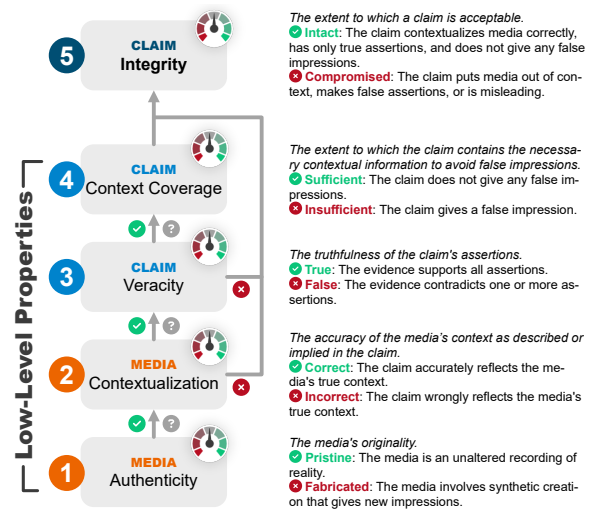 Low-Level Properties
5
CLAIM
Integrity
The extent to which a claim is acceptable.
Intact: The claim contextualizes media correctly,
has only true assertions, and does not give any false
impressions.
Compromised: The claim puts media out of con-
text, makes false assertions, or is misleading.
4
CLAIM
Context Coverage
The extent to which the claim contains the necessa-
ry contextual information to avoid false impressions.
Sufficient: The claim does not give any false im-
pressions.
Insufficient: The claim gives a false impression.
?
3
CLAIM
Veracity
The truthfulness of the claim's assertions.
True: The evidence supports all assertions.
False: The evidence contradicts one or more as-
sertions.
?
2
MEDIA
Contextualization
The accuracy of the media's context as described or
implied in the claim.
Correct: The claim accurately reflects the me-
dia's true context.
Incorrect: The claim wrongly reflects the media's
true context.
?
1
MEDIA
Authenticity
The media's originality.
Pristine: The media is an unaltered recording of
reality.
Fabricated: The media involves synthetic creati-
on that gives new impressions.